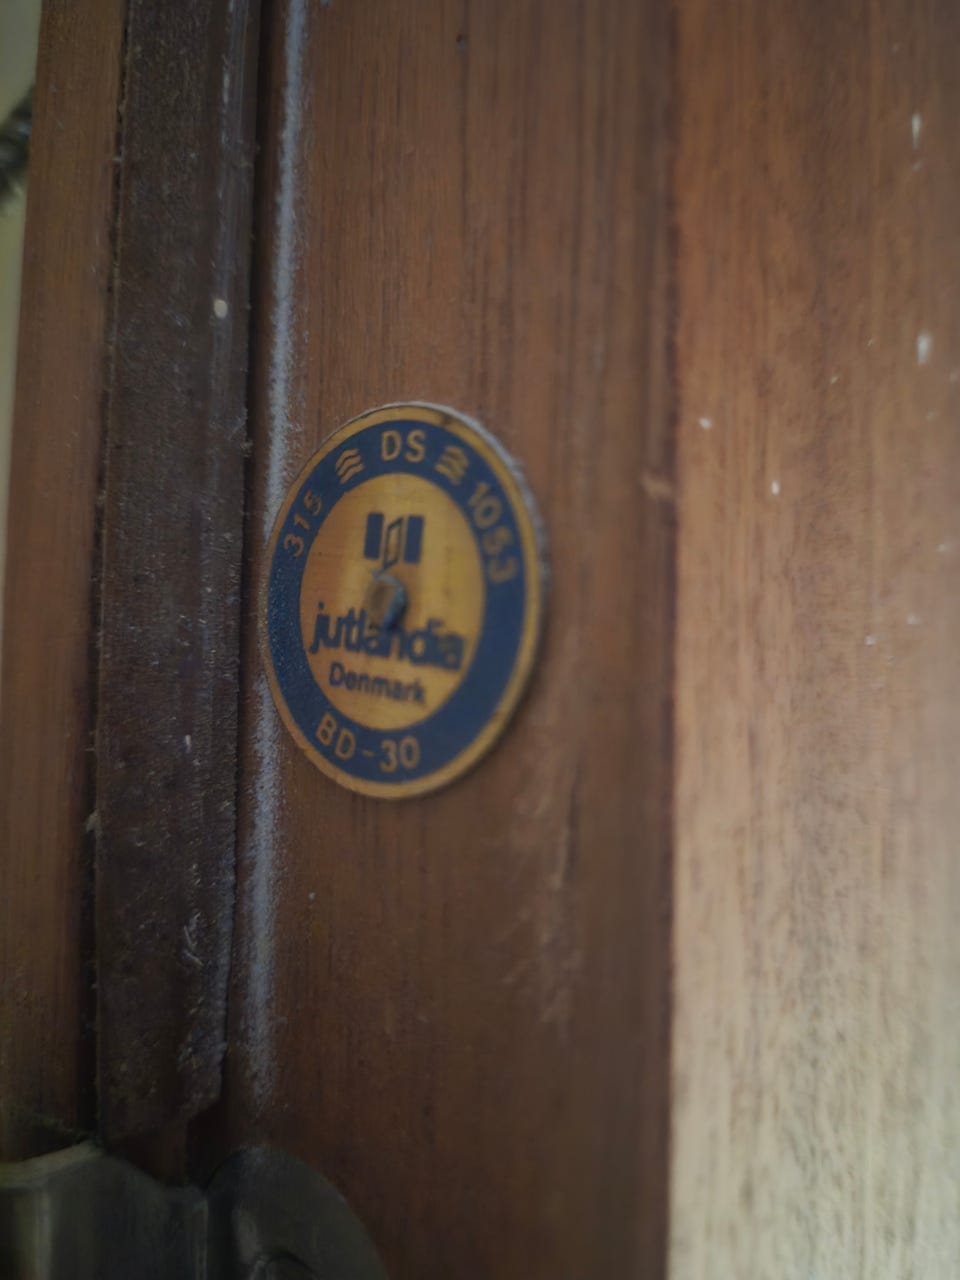 315 DS 1053
jutlandia
Denmark
BD-30